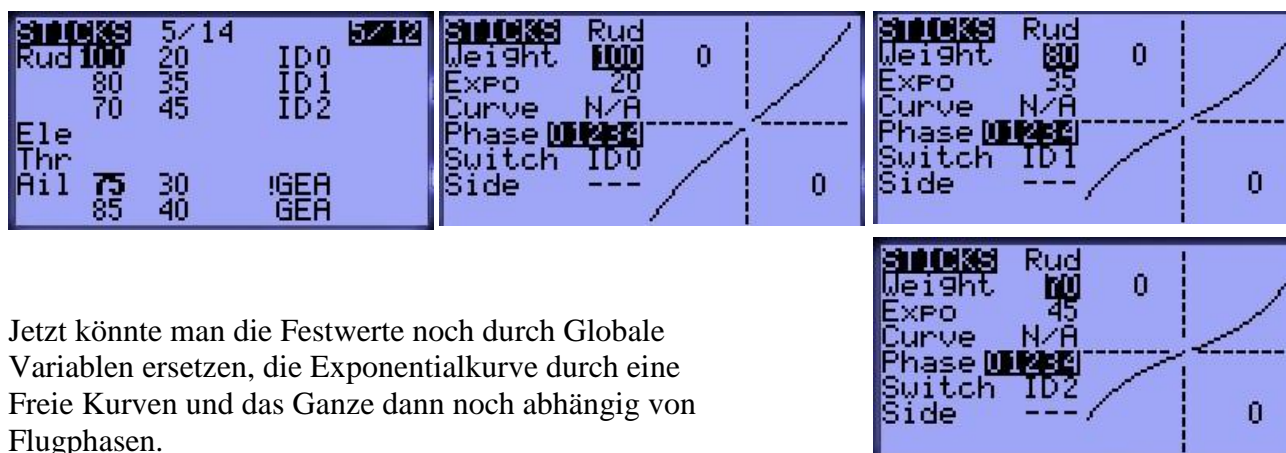 STICKS 5/14 5/12
Rud 100 20 ID0
80 35 ID1
70 45 ID2
Ele
Thr
Ail 75 30 !GEA
85 40 GEA
STICKS Rud
Weight 100 0
Expo 20
Curve N/A
Phase 01234
Switch ID0
Side --- 0
STICKS Rud
Weight 80 0
Expo 35
Curve N/A
Phase 01234
Switch ID1
Side --- 0
STICKS Rud
Weight 70 0
Expo 45
Curve N/A
Phase 01234
Switch ID2
Side --- 0
Jetzt könnte man die Festwerte noch durch Globale
Variablen ersetzen, die Exponentialkurve durch eine
Freie Kurven und das Ganze dann noch abhängig von
Flugphasen.